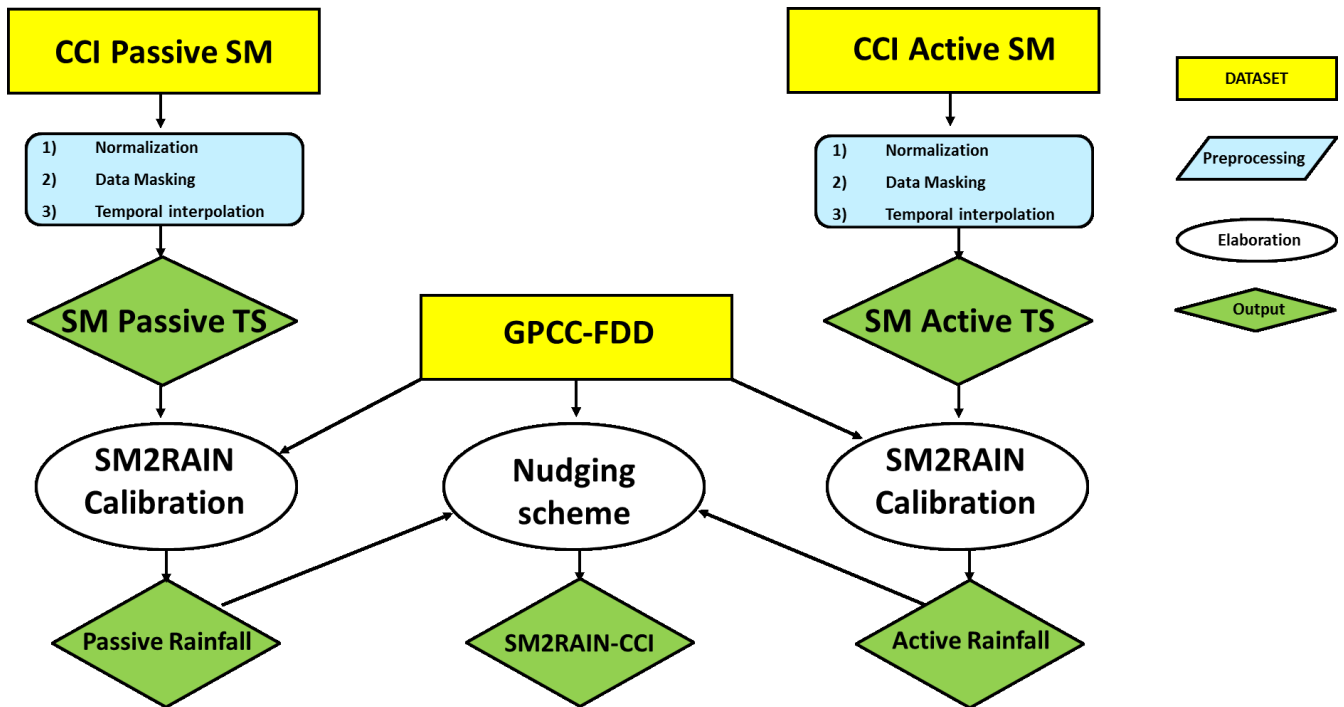 CCI Passive SM
CCI Active SM
1) Normalization
2) Data Masking
3) Temporal interpolation
1) Normalization
2) Data Masking
3) Temporal interpolation
DATASET
Preprocessing
Elaboration
Output
SM Passive TS
GPCC-FDD
SM Active TS
SM2RAIN
Calibration
Nudging
scheme
SM2RAIN
Calibration
Passive Rainfall
SM2RAIN-CCI
Active Rainfall